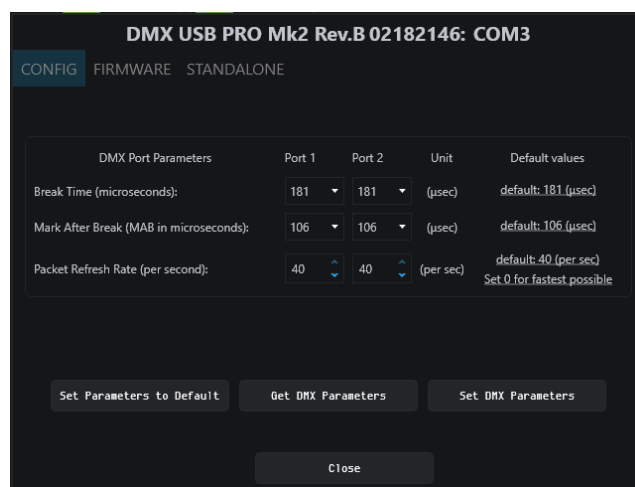 DMX USB PRO Mk2 Rev.B 02182146: COM3
CONFIG FIRMWARE STANDALONE
DMX Port Parameters Port 1 Port 2 Unit Default values
Break Time (microseconds): 181 181 (µsec) default: 181 (µsec)
Mark After Break (MAB in microseconds): 106 106 (µsec) default: 106 (µsec)
Packet Refresh Rate (per second): 40 40 (per sec) default: 40 (per sec)
Set 0 for fastest possible
Set Parameters to Default Get DMX Parameters Set DMX Parameters
Close